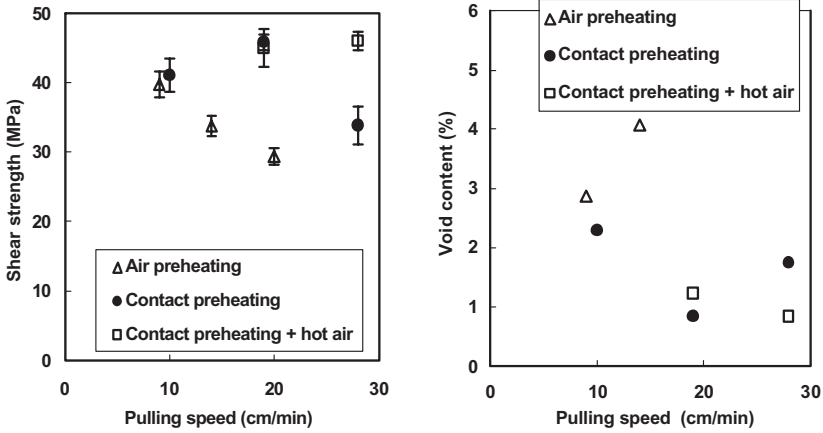 50
40
30
20
10
0
Shear strength (MPa)
Air preheating
Contact preheating
Contact preheating + hot air
0
10
20
30
Pulling speed (cm/min)
6%
5
4
3
2
1
0
Void content (%)
Air preheating
Contact preheating
Contact preheating + hot air
0
10
20
30
Pulling speed (cm/min)